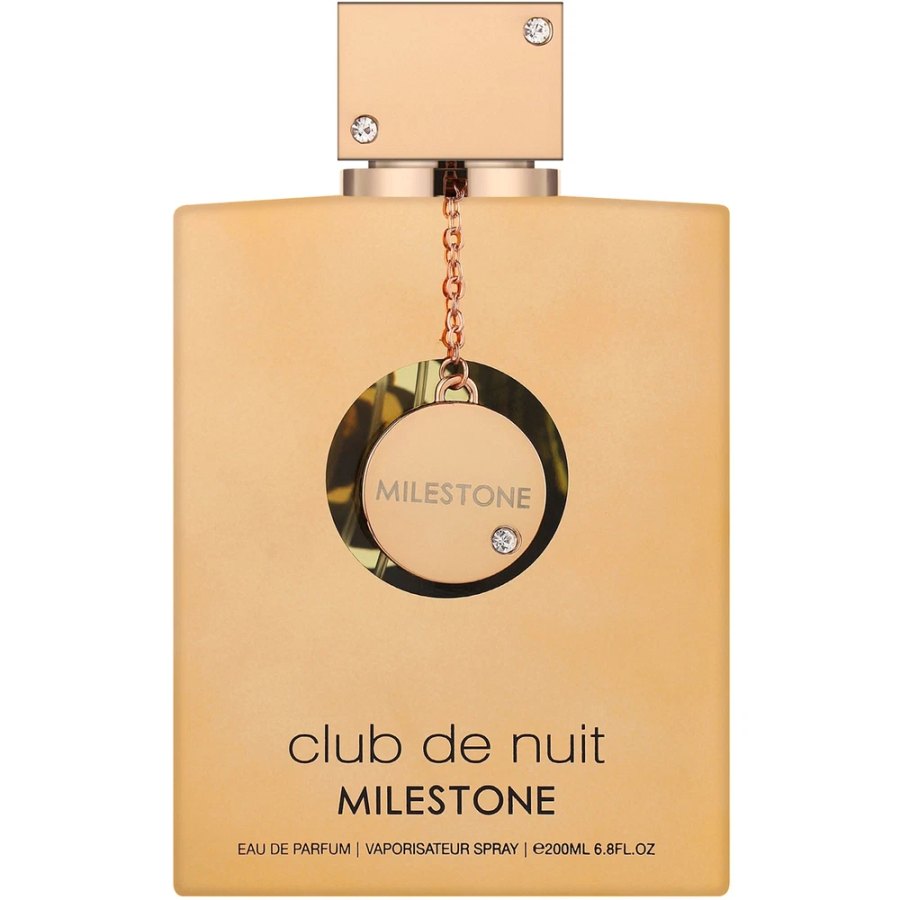 MILESTONE
club de nuit
MILESTONE
EAU DE PARFUM | VAPORISATEUR SPRAY | ℮200ML 6.8FL.OZ